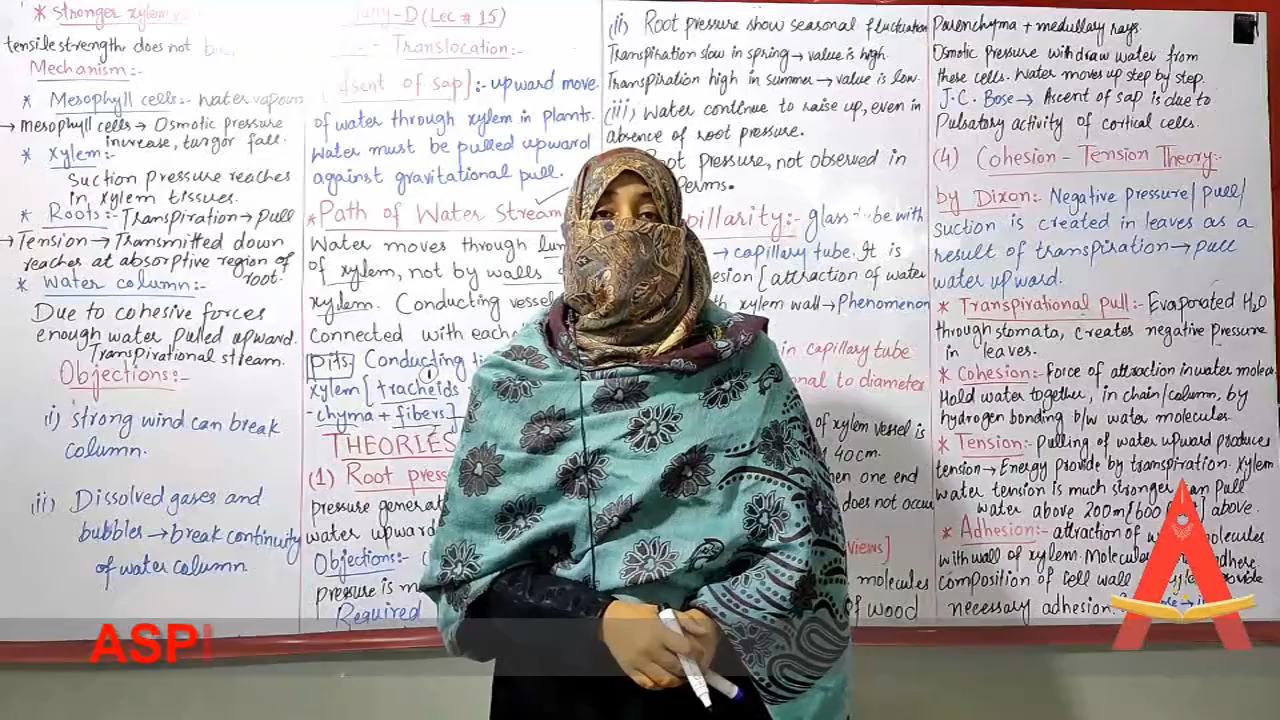 * stronger xylem
tensile strength does not
Mechanism:-
* Mesophyll cells:- water vapours
→ mesophyll cells → Osmotic pressure
increase, turgor fall.
* Xylem:-
Suction pressure reaches
in xylem tissues.
* Roots:- Transpiration → pull
→ Tension → Transmitted down
reaches at absorptive region of
root.
* Water column:-
Due to cohesive forces
enough water pulled upward.
Transpirational stream.
Objections:-
i) strong wind can break
column.
ii) Dissolved gases and
bubbles → break continuity
of water column.
-D (Lec # 15)
Translocation:-
[Asent of sap]:- upward move.
of water through xylem in plants.
Water must be pulled upward
against gravitational pull.
* Path of Water Stream
Water moves through
of xylem, not by walls
xylem. Conducting vessel
Connected with each
pits Conducting
xylem [tracheids
-chyma + fibers]
THEORIES
(1) Root press
pressure genera
water upward
Objections:-
pressure is m
Required
(ii) Root pressure show seasonal fluctuation
Transpiration slow in spring → value is high.
Transpiration high in summer → value is low.
(iii) Water continue to raise up, even in
absence of root pressure.
Root pressure, not observed in
perms.
pillarity:- glass tube with
→ capillary tube. It is
esion [attraction of water
xylem wall → Phenomenon
in capillary tube
onal to diameter
of xylem vessel is
40cm.
hen one end
does not occur
views]
molecules
of wood
Parenchyma + medullary rays.
Osmotic Pressure withdraw water from
these cells. Water moves up step by step.
J.C. Bose → Ascent of sap is due to
Pulsatory activity of cortical cells.
(4) Cohesion - Tension Theory:-
by Dixon:- Negative Pressure/pull/
suction is created in leaves as a
result of transpiration → pull
water upward.
* Transpirational pull:- Evaporated H2O
through stomata, creates negative Pressure
in leaves.
* Cohesion:- Force of attraction in water molec
Hold water together, in chain/column, by
hydrogen bonding b/w water molecules.
* Tension:- Pulling of water upward produces
tension → Energy provide by transpiration. Xylem
water tension is much stronger can pull
water above 200m [600 above.
* Adhesion:- attraction of molecules
with wall of xylem. Molecules adhere
composition of cell wall provide
necessary adhesion.
ASPI